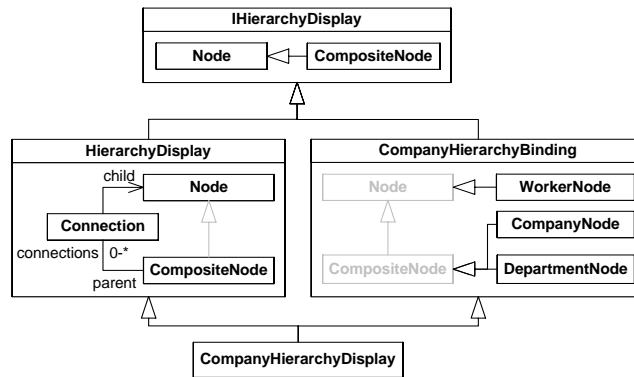 IHierarchyDisplay
Node
CompositeNode
HierarchyDisplay
child
Node
Connection
connections
0-*
CompositeNode
parent
CompanyHierarchyBinding
Node
WorkerNode
CompanyNode
CompositeNode
DepartmentNode
CompanyHierarchyDisplay